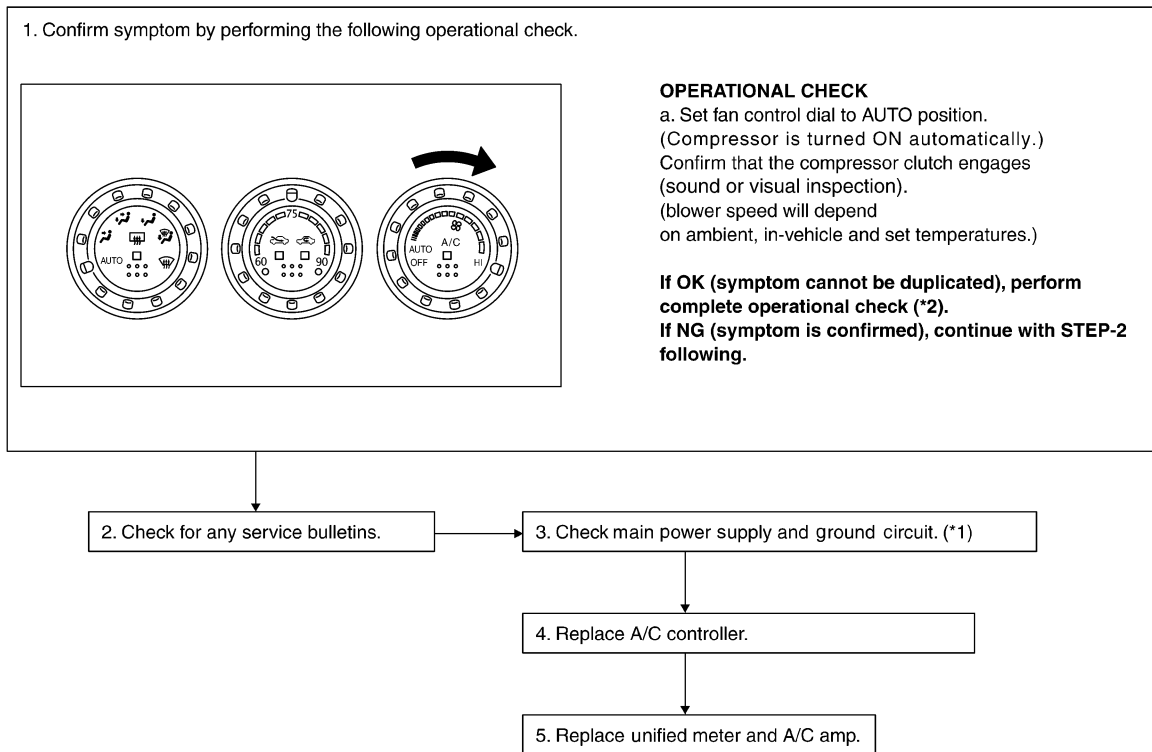 1. Confirm symptom by performing the following operational check.
AUTO
75
60
90
A/C
AUTO
OFF
HI
OPERATIONAL CHECK
a. Set fan control dial to AUTO position.
(Compressor is turned ON automatically.)
Confirm that the compressor clutch engages
(sound or visual inspection).
(blower speed will depend
on ambient, in-vehicle and set temperatures.)
If OK (symptom cannot be duplicated), perform
complete operational check (*2).
If NG (symptom is confirmed), continue with STEP-2
following.
2. Check for any service bulletins.
3. Check main power supply and ground circuit. (*1)
4. Replace A/C controller.
5. Replace unified meter and A/C amp.